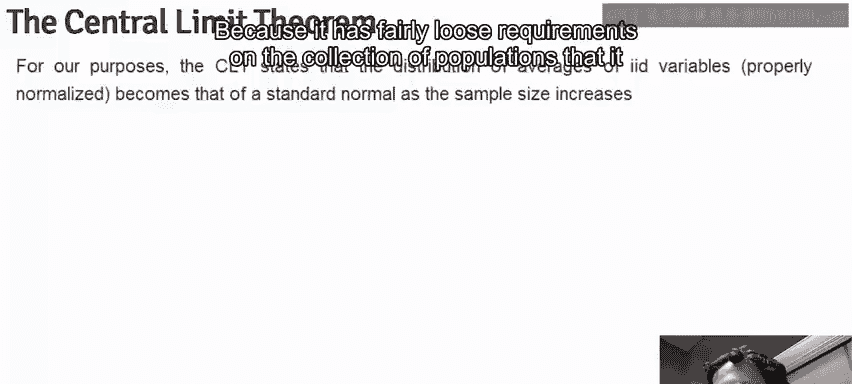 The Central Limit Theorem
Because it has fairly loose requirements
on the collection of populations that it
For our purposes, the CLT states that the distribution of averages of iid variables (properly
normalized) becomes that of a standard normal as the sample size increases